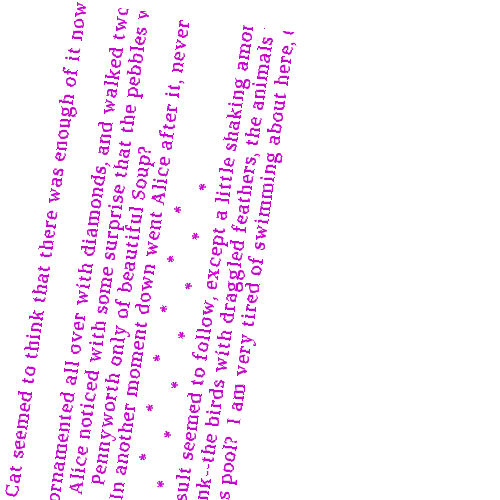 Cat seemed to think that there was enough of it now
ornamented all over with diamonds, and walked two
Alice noticed with some surprise that the pebbles
Pennyworth only of beautiful Soup?
In another moment down went Alice after it, never
* * * * * *
* * * * * * *
sult seemed to follow, except a little shaking
nk--the birds with draggled feathers, the animals
s pool? I am very tired of swimming about here,